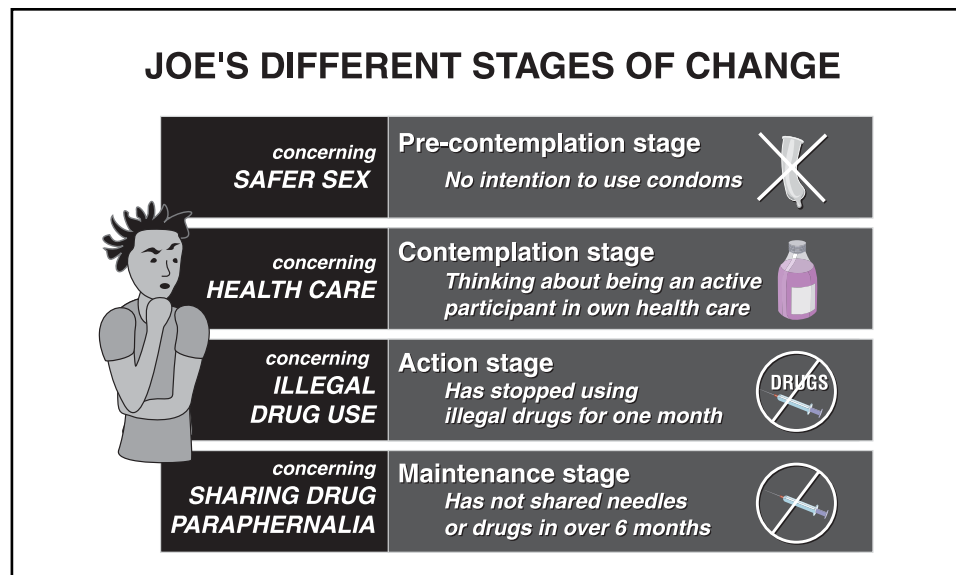 JOE'S DIFFERENT STAGES OF CHANGE
concerning
SAFER SEX
Pre-contemplation stage
No intention to use condoms
concerning
HEALTH CARE
Contemplation stage
Thinking about being an active
participant in own health care
concerning
ILLEGAL
DRUG USE
Action stage
Has stopped using
illegal drugs for one month
DRUGS
concerning
SHARING DRUG
PARAPHERNALIA
Maintenance stage
Has not shared needles
or drugs in over 6 months